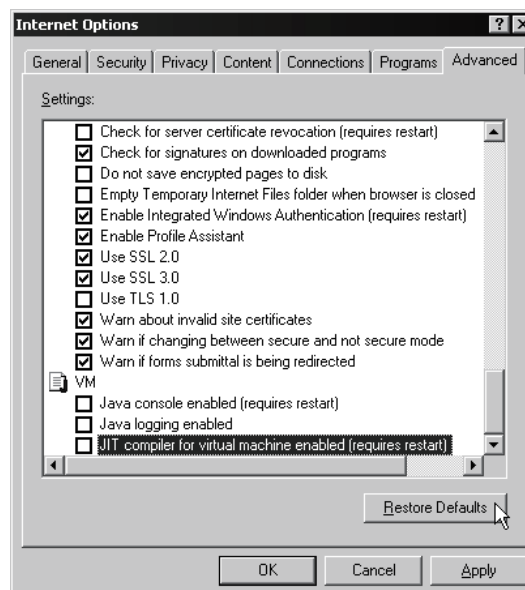 Internet Options
General Security Privacy Content Connections Programs Advanced
Settings:
Check for server certificate revocation (requires restart)
Check for signatures on downloaded programs
Do not save encrypted pages to disk
Empty Temporary Internet Files folder when browser is closed
Enable Integrated Windows Authentication (requires restart)
Enable Profile Assistant
Use SSL 2.0
Use SSL 3.0
Use TLS 1.0
Warn about invalid site certificates
Warn if changing between secure and not secure mode
Warn if forms submittal is being redirected
VM
Java console enabled (requires restart)
Java logging enabled
JIT compiler for virtual machine enabled (requires restart)
Restore Defaults
OK Cancel Apply